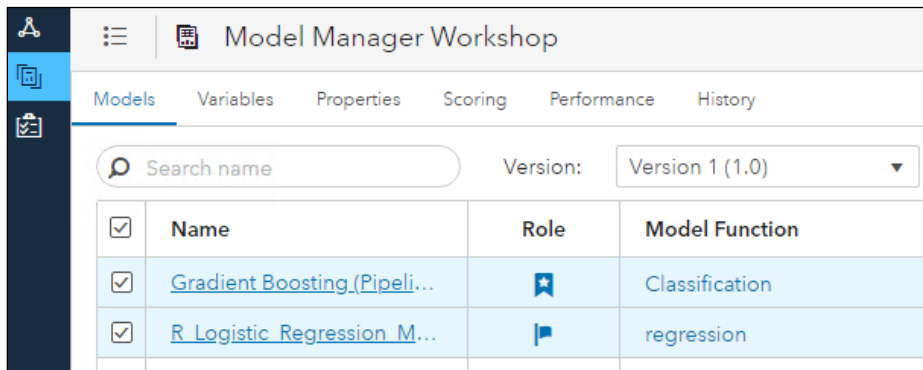 Model Manager Workshop
Models Variables Properties Scoring Performance History
Search name Version: Version 1 (1.0)
Name Role Model Function
Gradient Boosting (Pipeli... Classification
R_Logistic_Regression_M... regression